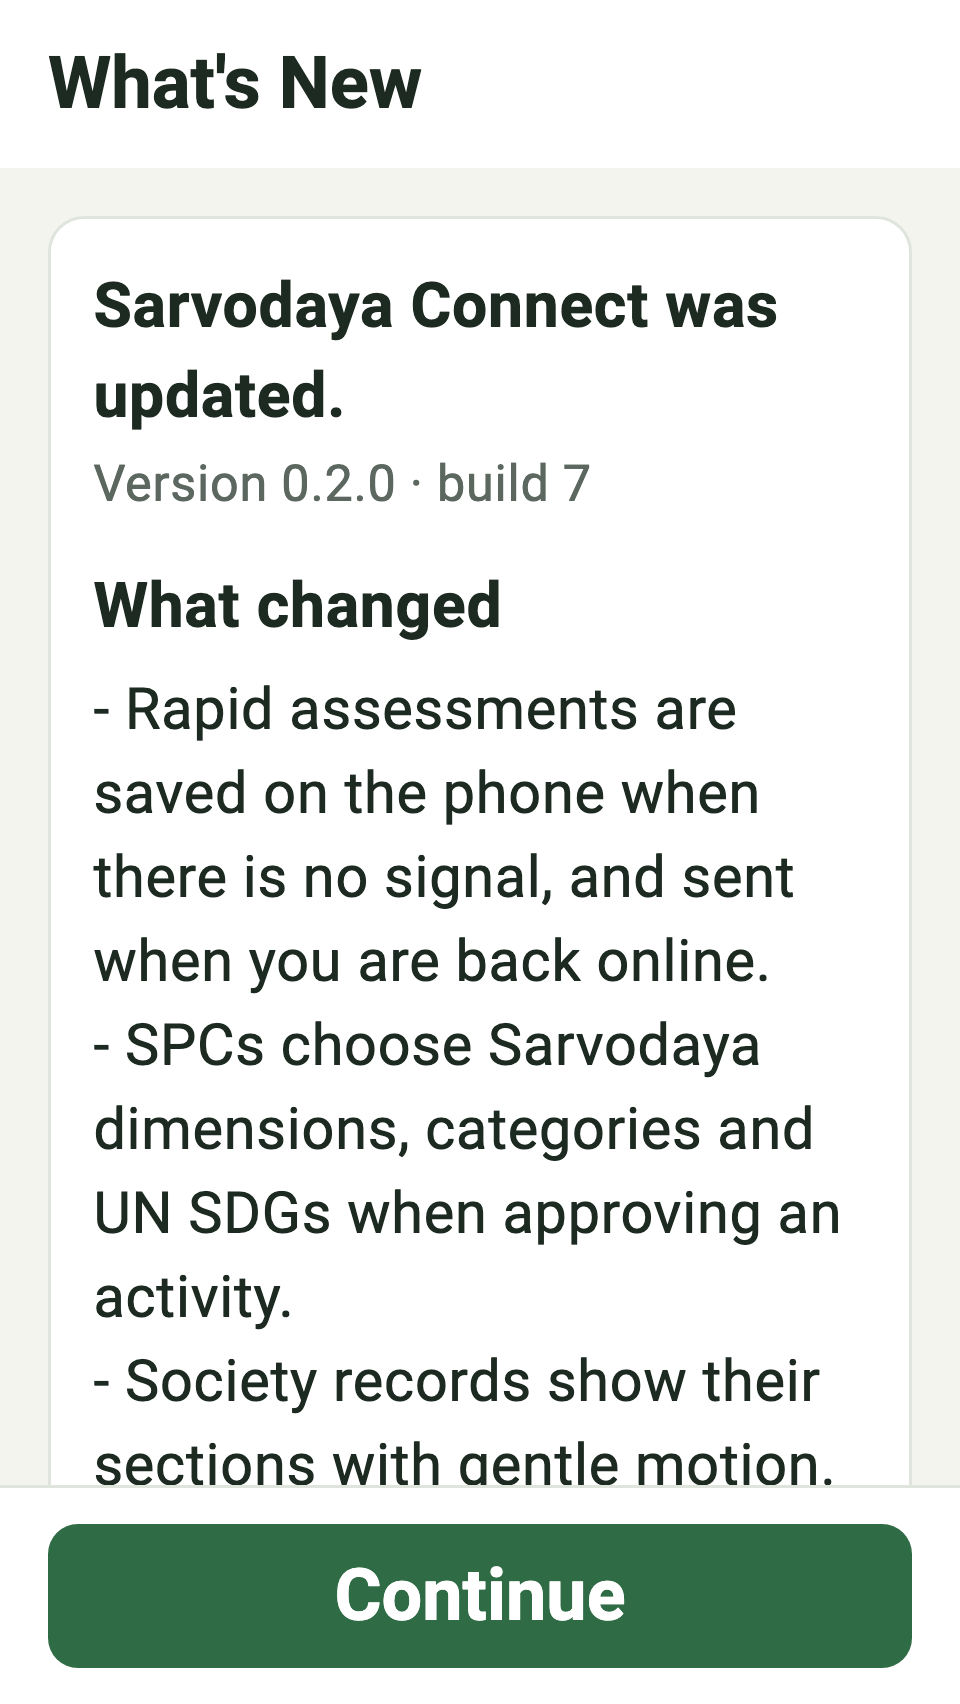 What's New
Sarvodaya Connect was
updated.
Version 0.2.0 · build 7
What changed
- Rapid assessments are
saved on the phone when
there is no signal, and sent
when you are back online.
- SPCs choose Sarvodaya
dimensions, categories and
UN SDGs when approving an
activity.
- Society records show their
sections with gentle motion.
Continue